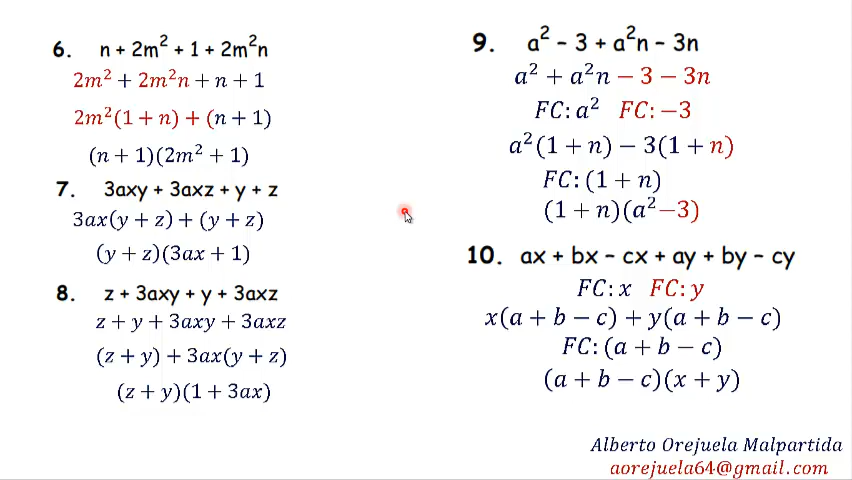 6. n + 2m² + 1 + 2m²n
2m² + 2m²n + n + 1
2m²(1 + n) + (n + 1)
(n + 1)(2m² + 1)
7. 3axy + 3axz + y + z
3ax(y + z) + (y + z)
(y + z)(3ax + 1)
8. z + 3axy + y + 3axz
z + y + 3axy + 3axz
(z + y) + 3ax(y + z)
(z + y)(1 + 3ax)
9. a² – 3 + a²n – 3n
a² + a²n − 3 − 3n
FC: a² FC: −3
a²(1 + n) − 3(1 + n)
FC: (1 + n)
(1 + n)(a² −3)
10. ax + bx – cx + ay + by – cy
FC: x FC: y
x(a + b − c) + y(a + b − c)
FC: (a + b − c)
(a + b − c)(x + y)
Alberto Orejuela Malpartida
aorejuela64@gmail.com